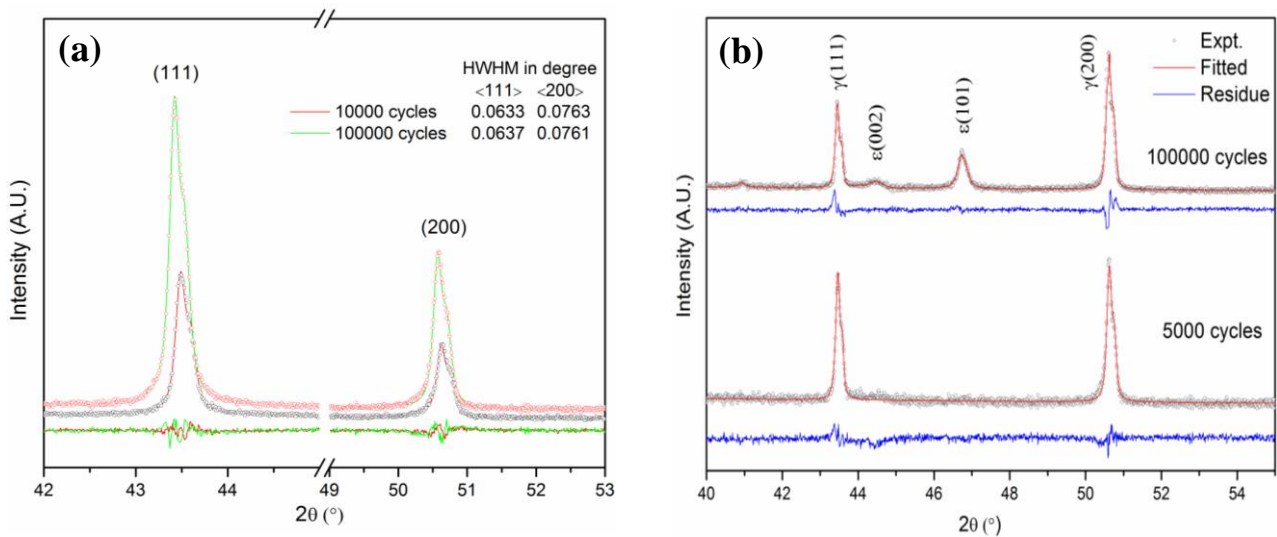 (a)
(111)
HWHM in degree
<111> <200>
10000 cycles 0.0633 0.0763
100000 cycles 0.0637 0.0761
(200)
Intensity (A.U.)
42 43 44 49 50 51 52 53
2θ (°)
(b)
γ(111)
ε(002)
ε(101)
γ(200)
Expt.
Fitted
Residue
100000 cycles
5000 cycles
Intensity (A.U.)
40 42 44 46 48 50 52 54
2θ (°)